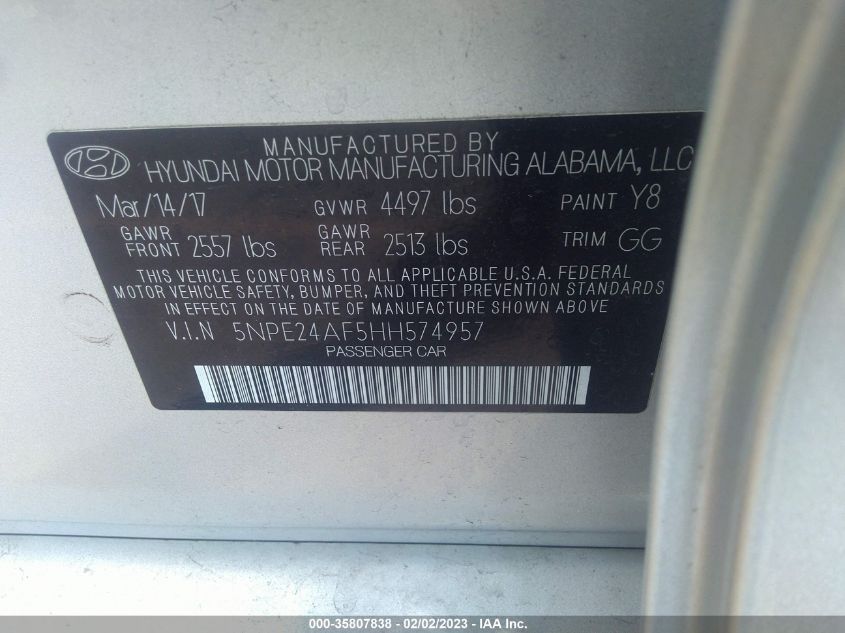 MANUFACTURED BY
HYUNDAI MOTOR MANUFACTURING ALABAMA, LLC
Mar/14/17 GVWR 4497 lbs PAINT Y8
GAWR FRONT 2557 lbs GAWR REAR 2513 lbs TRIM GG
THIS VEHICLE CONFORMS TO ALL APPLICABLE U.S.A. FEDERAL
MOTOR VEHICLE SAFETY, BUMPER, AND THEFT PREVENTION STANDARDS
IN EFFECT ON THE DATE OF MANUFACTURE SHOWN ABOVE
V.I.N 5NPE24AF5HH574957
PASSENGER CAR
000-35807838 - 02/02/2023 - IAA Inc.